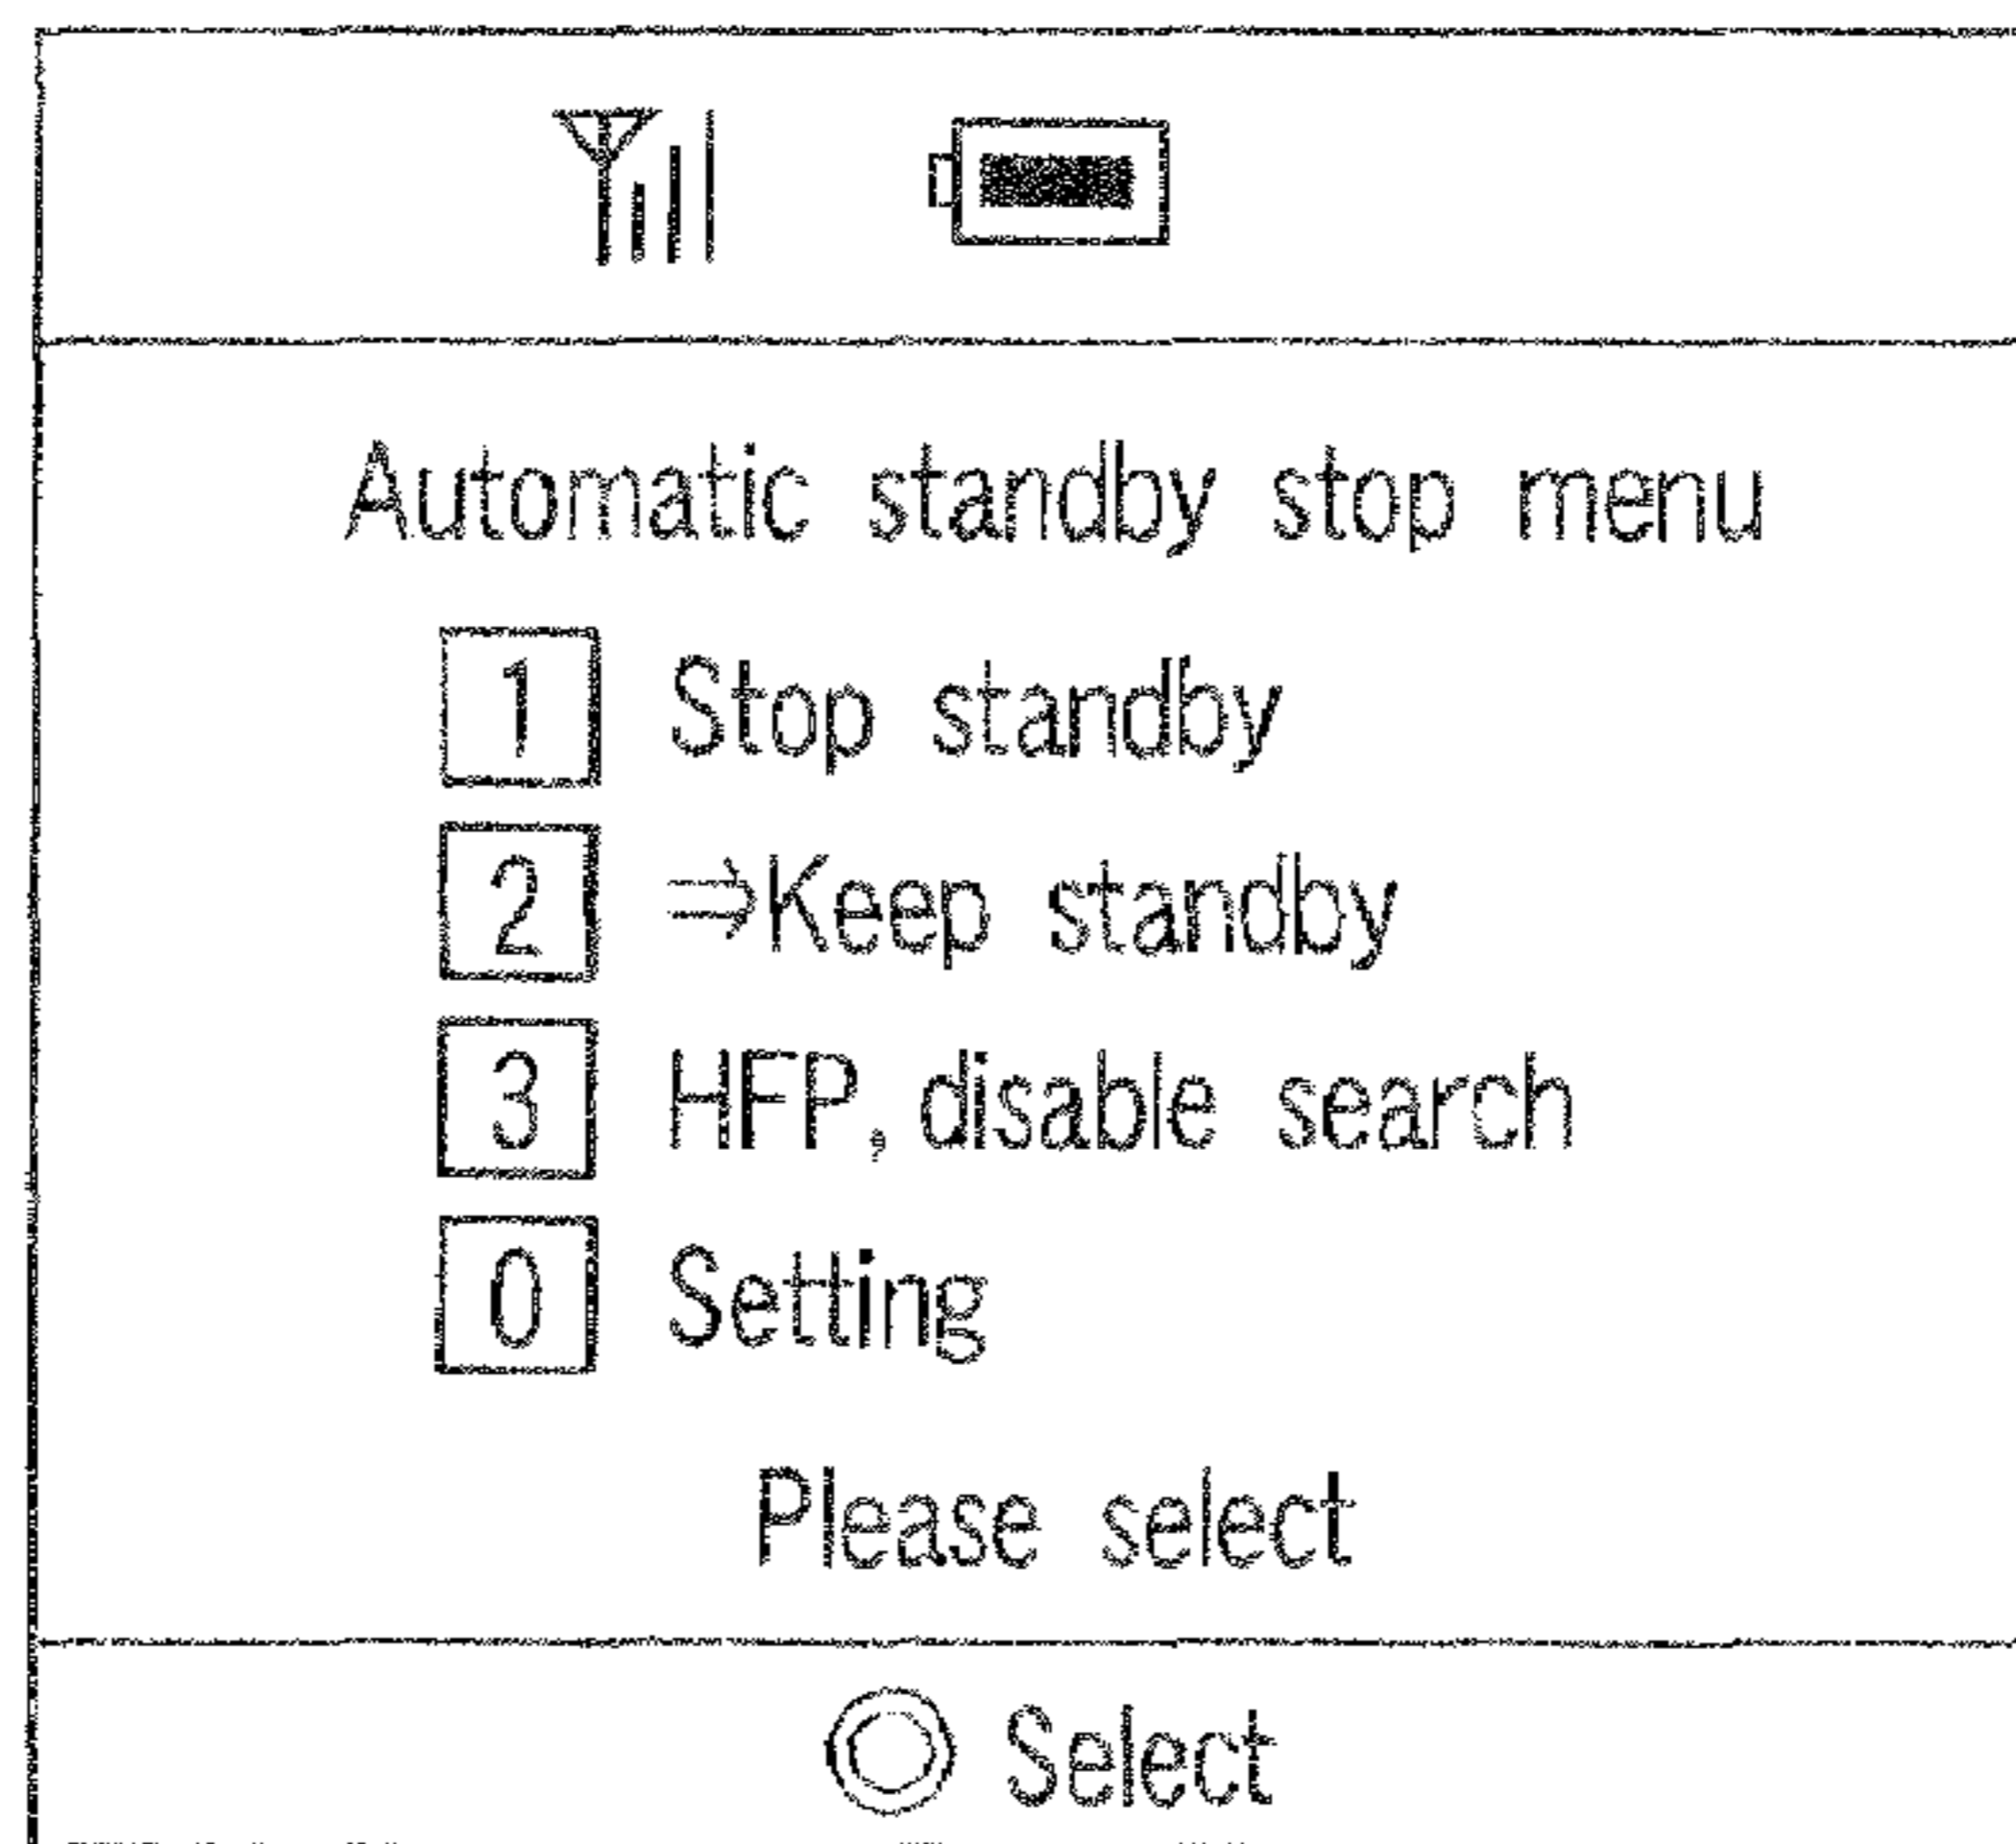 Automatic standby stop menu
1 Stop standby
2 ⇒Keep standby
3 HFP, disable search
0 Setting
Please select
◎ Select